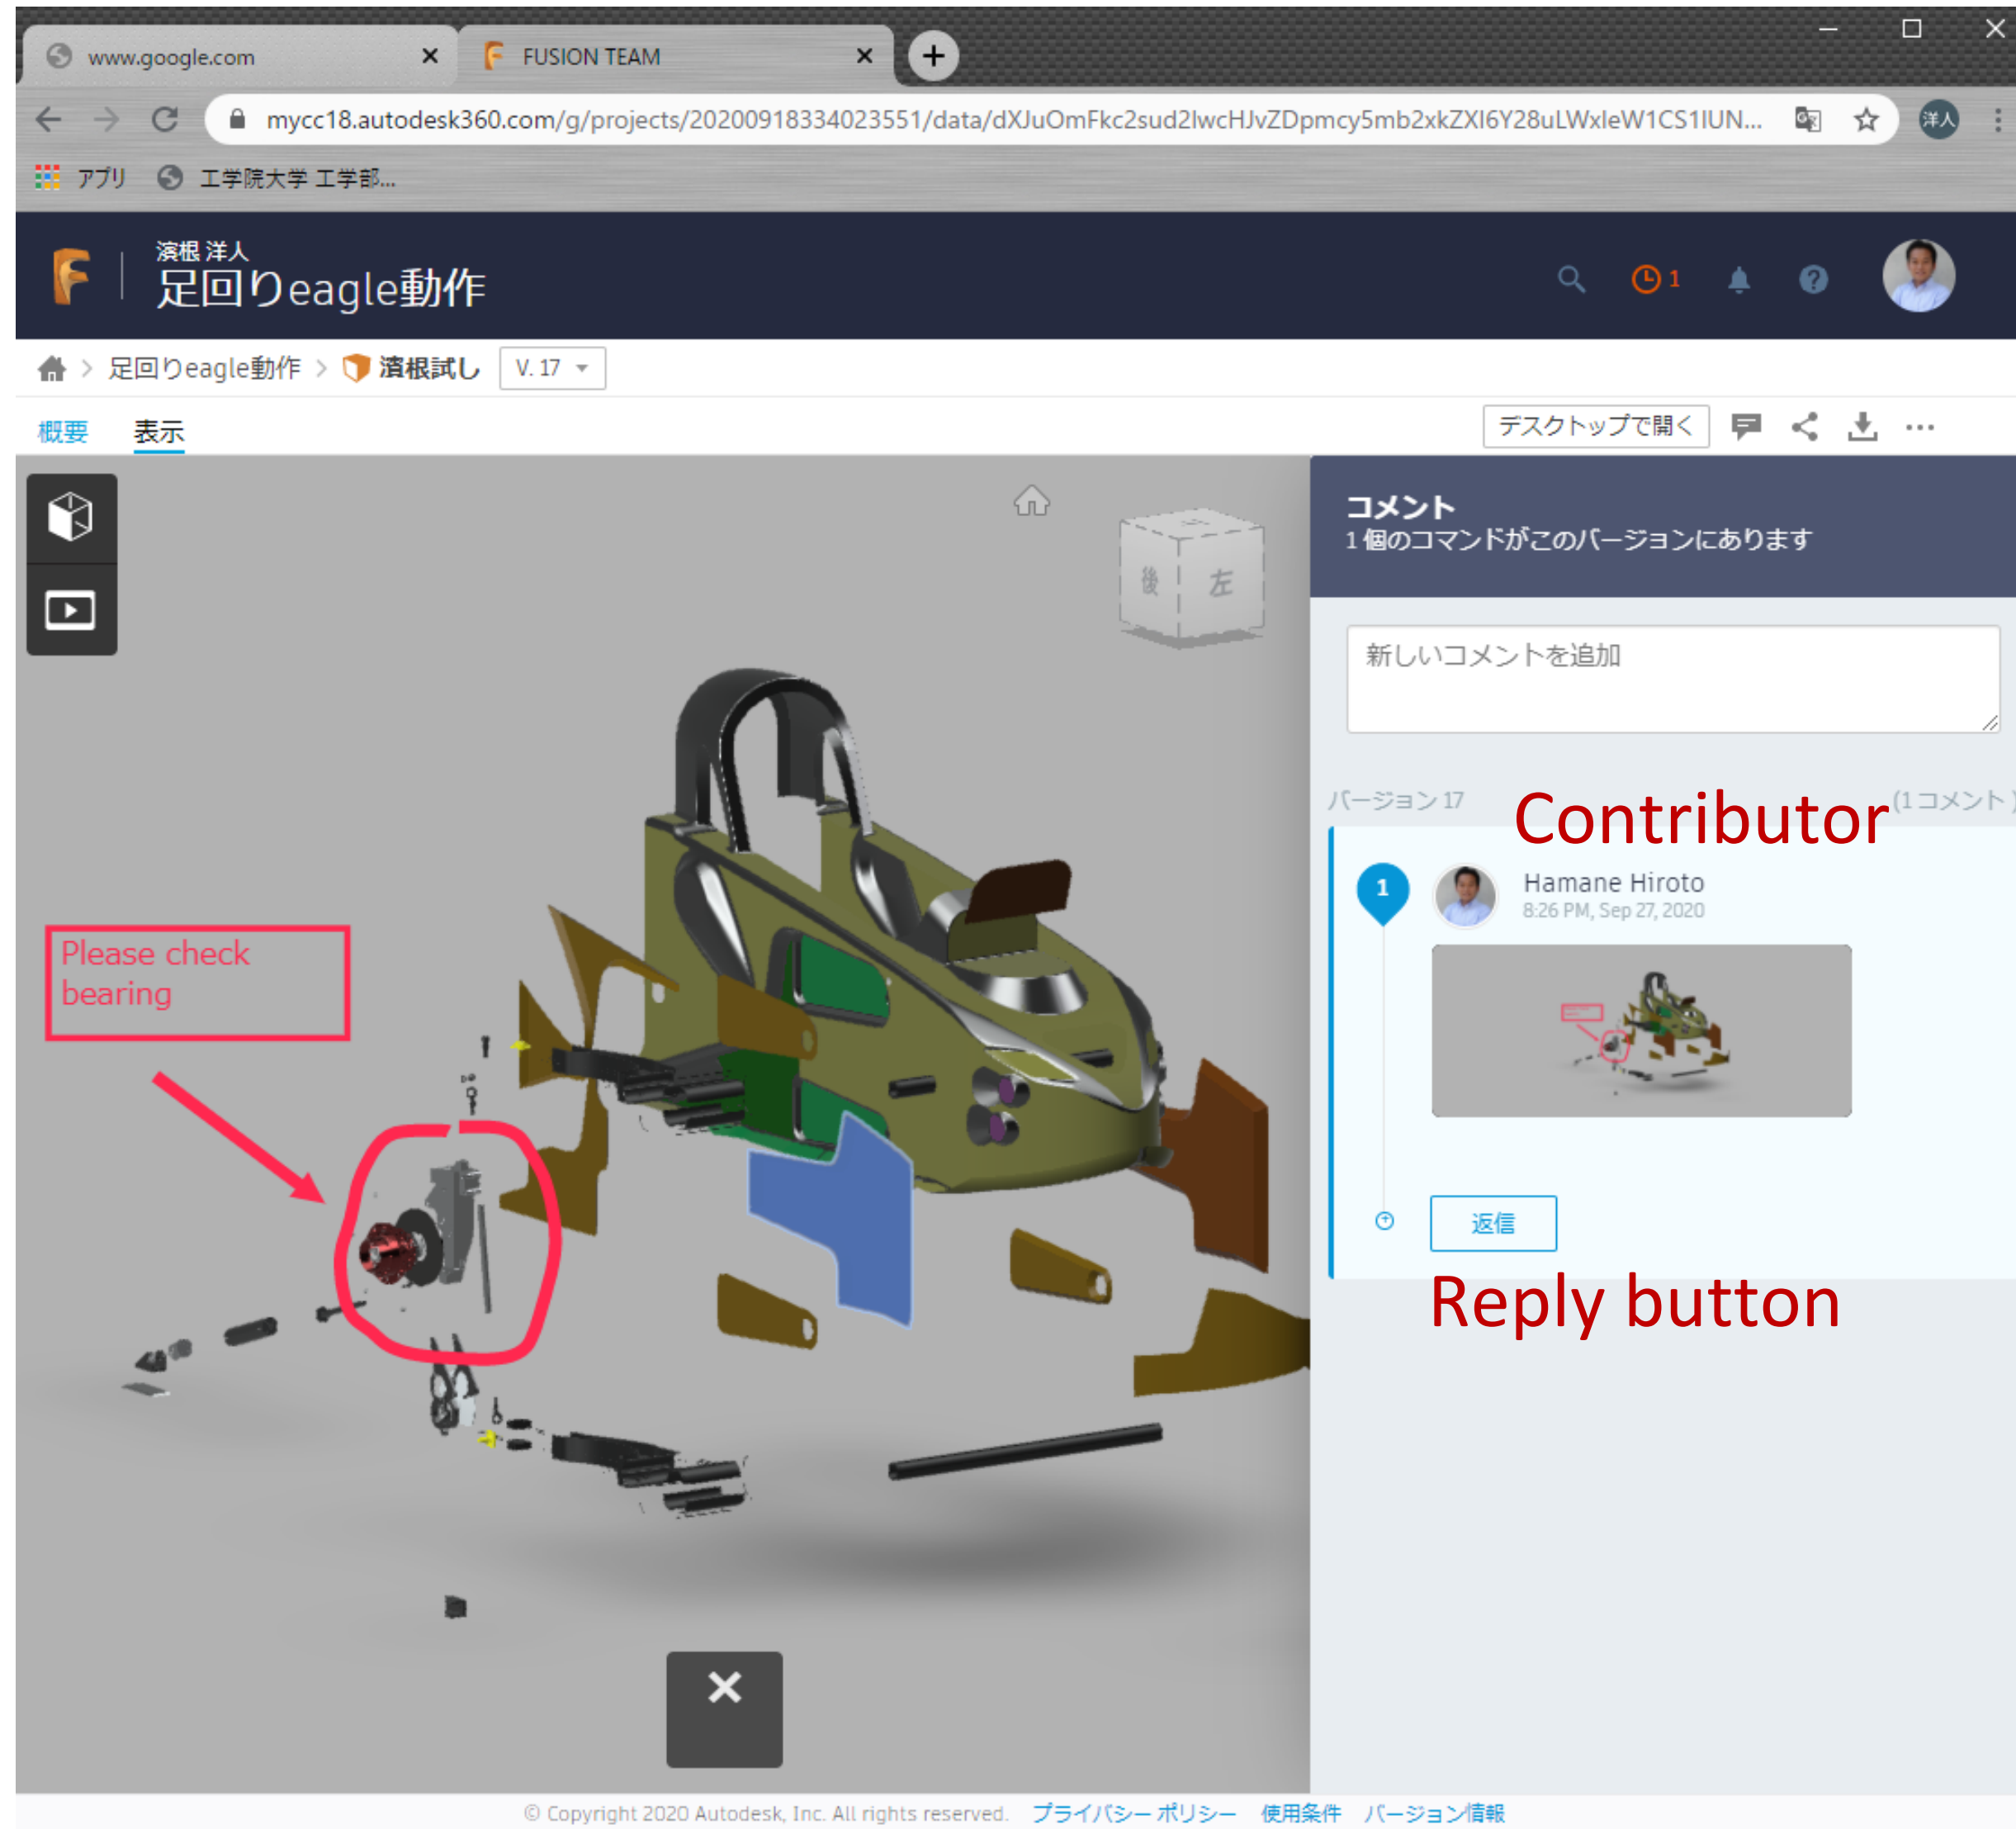 www.google.com
FUSION TEAM
mycc18.autodesk360.com/g/projects/20200918334023551/data/dXJuOmFkc2sud2lwcHJvZDpmcy5mb2xkZXI6Y28uLWxleW1CS1lUN...
洋人
アプリ
工学院大学 工学部...
濱根 洋人
足回りeagle動作
1
足回りeagle動作
濱根試し
V. 17
概要
表示
デスクトップで開く
後
左
コメント
1 個のコマンドがこのバージョンにあります
新しいコメントを追加
バージョン 17
Contributor
(1 コメント )
1
Hamane Hiroto
8:26 PM, Sep 27, 2020
Please check
bearing
返信
Reply button
© Copyright 2020 Autodesk, Inc. All rights reserved.
プライバシー ポリシー
使用条件
バージョン情報